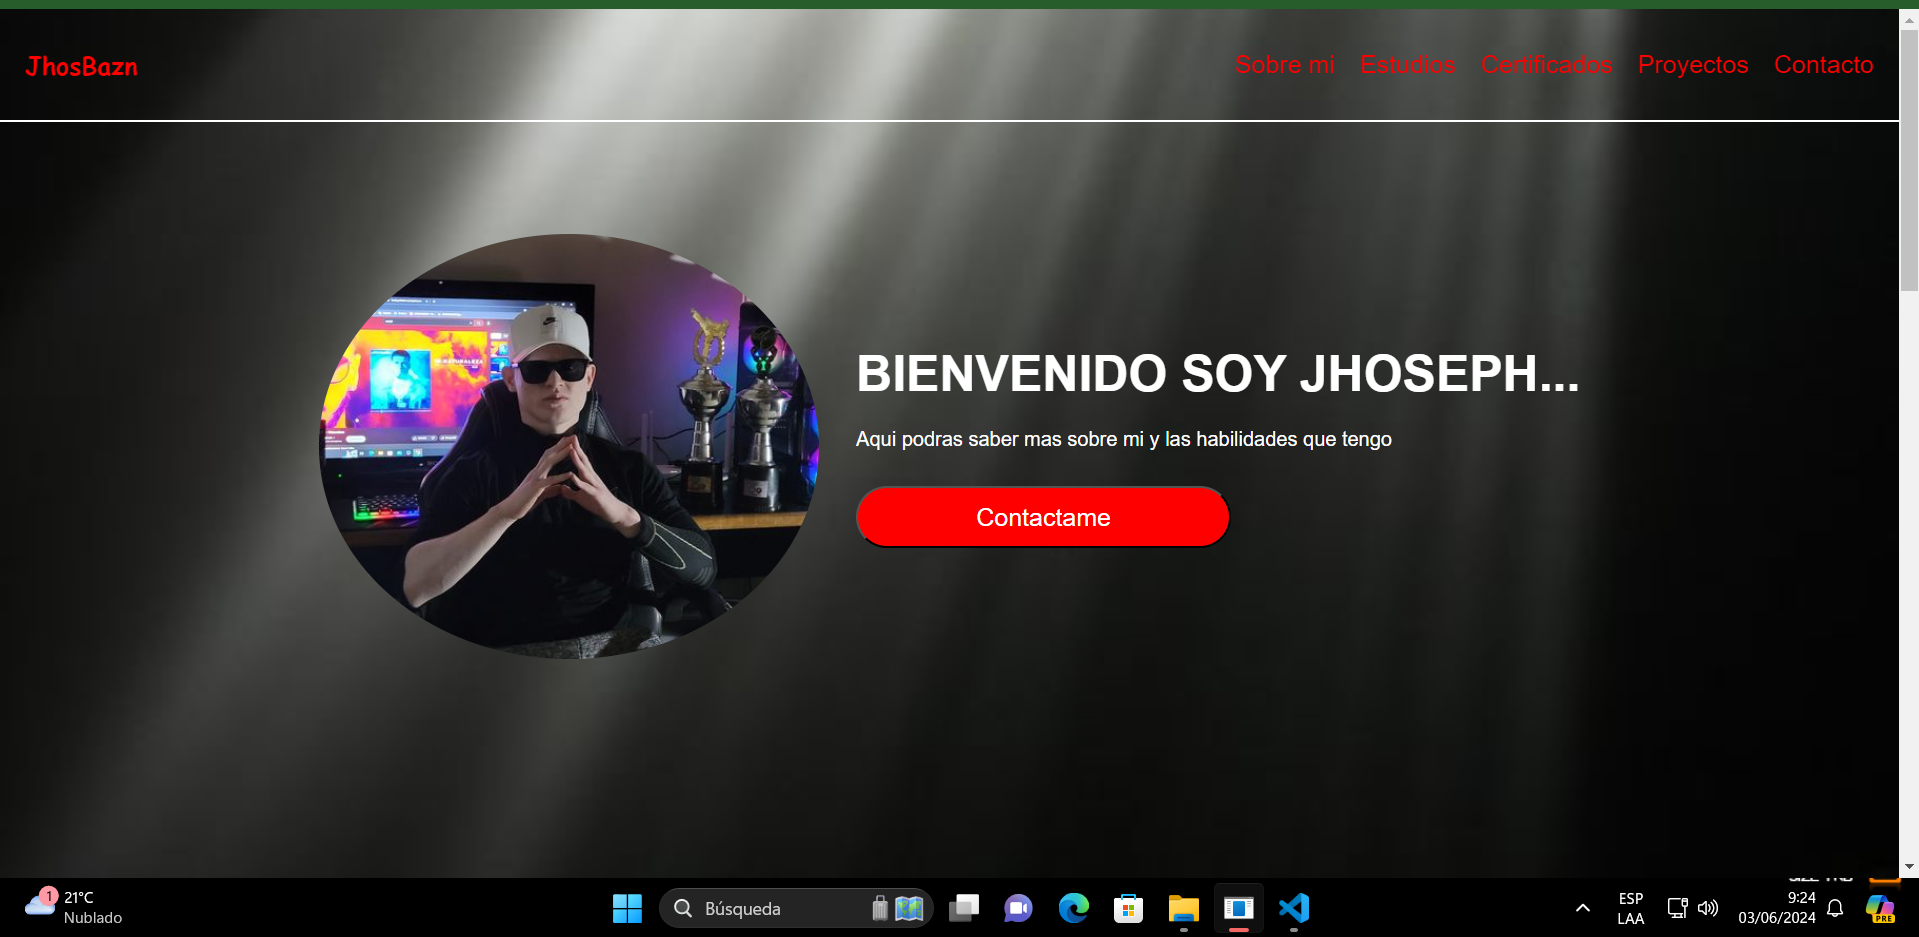 JhosBazn
Sobre mi Estudios Certificados Proyectos Contacto
BIENVENIDO SOY JHOSEPH...
Aqui podras saber mas sobre mi y las habilidades que tengo
Contactame
1
21°C
Nublado
Búsqueda
ESP
LAA
9:24
03/06/2024
PRE